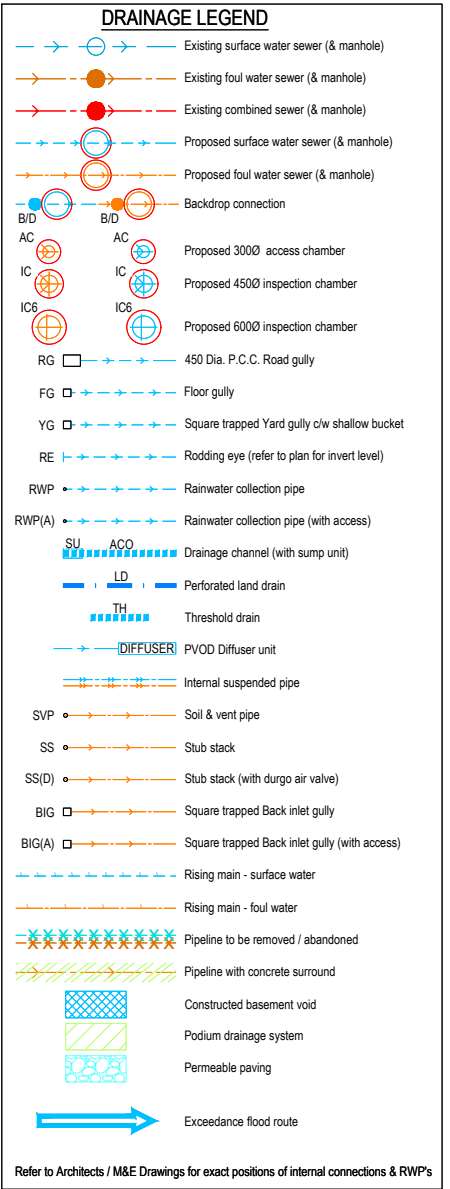 DRAINAGE LEGEND
Existing surface water sewer (& manhole)
Existing foul water sewer (& manhole)
Existing combined sewer (& manhole)
Proposed surface water sewer (& manhole)
Proposed foul water sewer (& manhole)
Backdrop connection
B/D B/D
AC AC
Proposed 300Ø access chamber
IC IC
Proposed 450Ø inspection chamber
IC6 IC6
Proposed 600Ø inspection chamber
RG 450 Dia. P.C.C. Road gully
FG Floor gully
YG Square trapped Yard gully c/w shallow bucket
RE Rodding eye (refer to plan for invert level)
RWP Rainwater collection pipe
RWP(A) Rainwater collection pipe (with access)
SU ACO
Drainage channel (with sump unit)
LD
Perforated land drain
TH
Threshold drain
DIFFUSER PVOD Diffuser unit
Internal suspended pipe
SVP Soil & vent pipe
SS Stub stack
SS(D) Stub stack (with durgo air valve)
BIG Square trapped Back inlet gully
BIG(A) Square trapped Back inlet gully (with access)
Rising main - surface water
Rising main - foul water
Pipeline to be removed / abandoned
Pipeline with concrete surround
Constructed basement void
Podium drainage system
Permeable paving
Exceedance flood route
Refer to Architects / M&E Drawings for exact positions of internal connections & RWP's